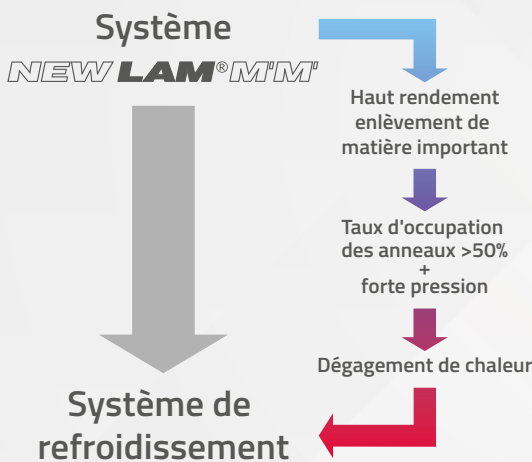 Système
NEW LAM® M'M'
Haut rendement
enlèvement de
matière important
Taux d'occupation
des anneaux >50%
+
forte pression
Dégagement de chaleur
Système de
refroidissement